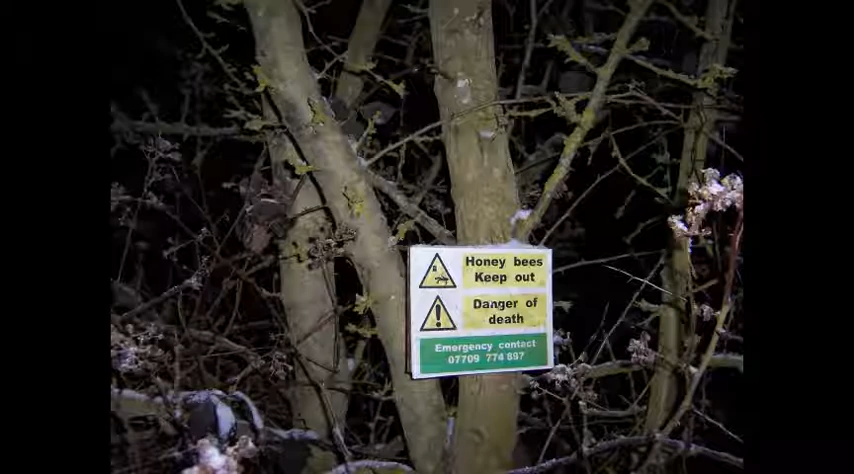 Honey bees
Keep out
Danger of
death
Emergency contact
07709 774 897